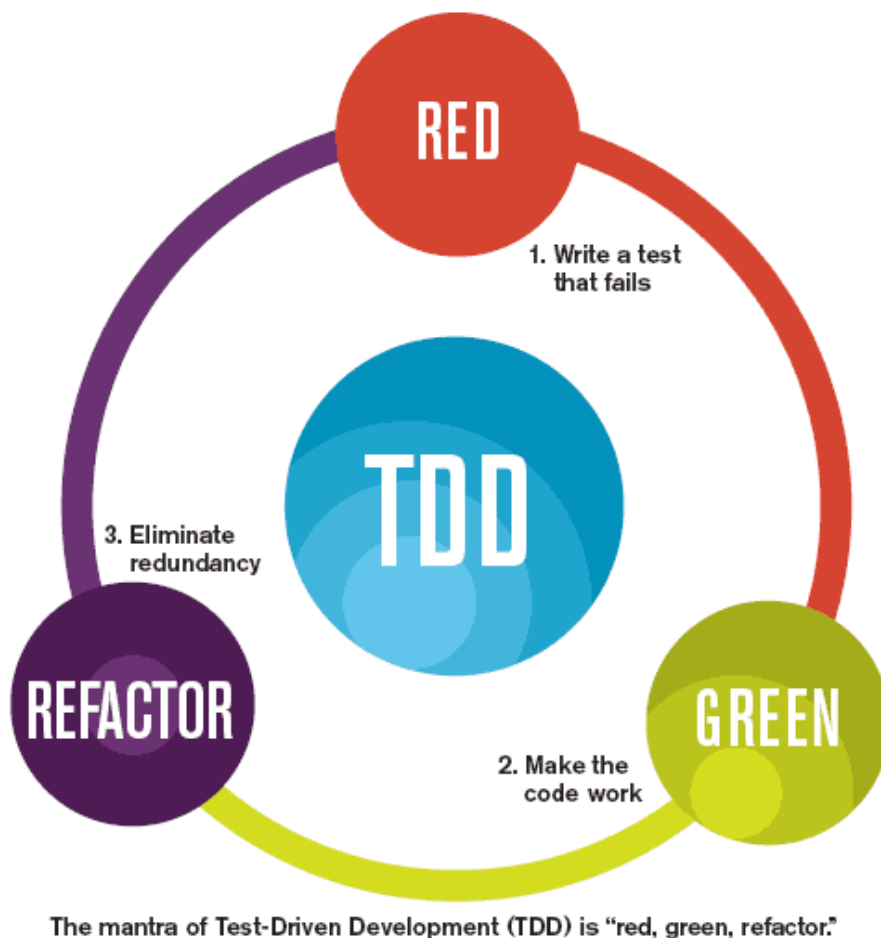 RED
1. Write a test
that fails
TDD
3. Eliminate
redundancy
REFACTOR
GREEN
2. Make the
code work
The mantra of Test-Driven Development (TDD) is “red, green, refactor.”